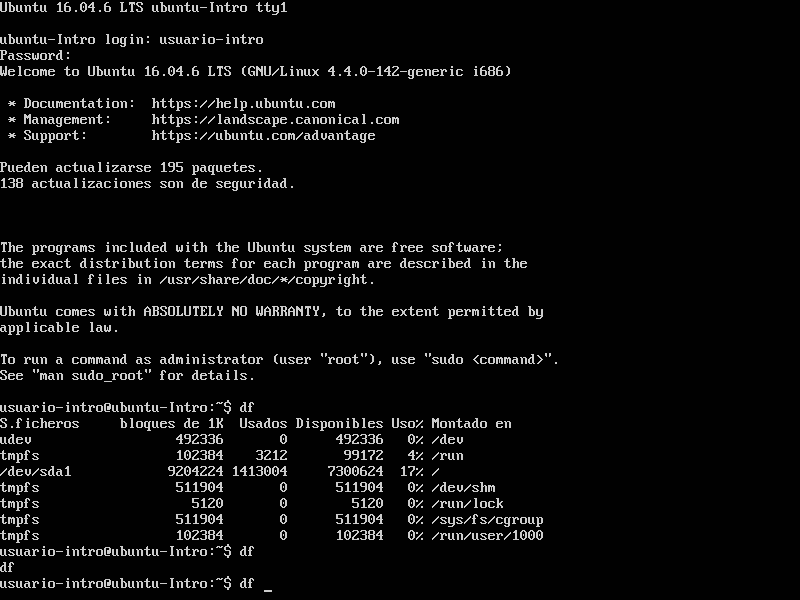 Ubuntu 16.04.6 LTS ubuntu-Intro tty1
ubuntu-Intro login: usuario-intro
Password:
Welcome to Ubuntu 16.04.6 LTS (GNU/Linux 4.4.0-142-generic i686)
* Documentation:  https://help.ubuntu.com
* Management:     https://landscape.canonical.com
* Support:        https://ubuntu.com/advantage
Pueden actualizarse 195 paquetes.
138 actualizaciones son de seguridad.
The programs included with the Ubuntu system are free software;
the exact distribution terms for each program are described in the
individual files in /usr/share/doc/*/copyright.
Ubuntu comes with ABSOLUTELY NO WARRANTY, to the extent permitted by
applicable law.
To run a command as administrator (user "root"), use "sudo <command>".
See "man sudo_root" for details.
usuario-intro@ubuntu-Intro:~$ df
S.ficheros     bloques de 1K  Usados Disponibles Uso% Montado en
udev                  492336       0      492336   0% /dev
tmpfs                 102384    3212       99172   4% /run
/dev/sda1            9204224 1413004     7300624  17% /
tmpfs                 511904       0      511904   0% /dev/shm
tmpfs                   5120       0        5120   0% /run/lock
tmpfs                 511904       0      511904   0% /sys/fs/cgroup
tmpfs                 102384       0      102384   0% /run/user/1000
usuario-intro@ubuntu-Intro:~$ df
df
usuario-intro@ubuntu-Intro:~$ df _